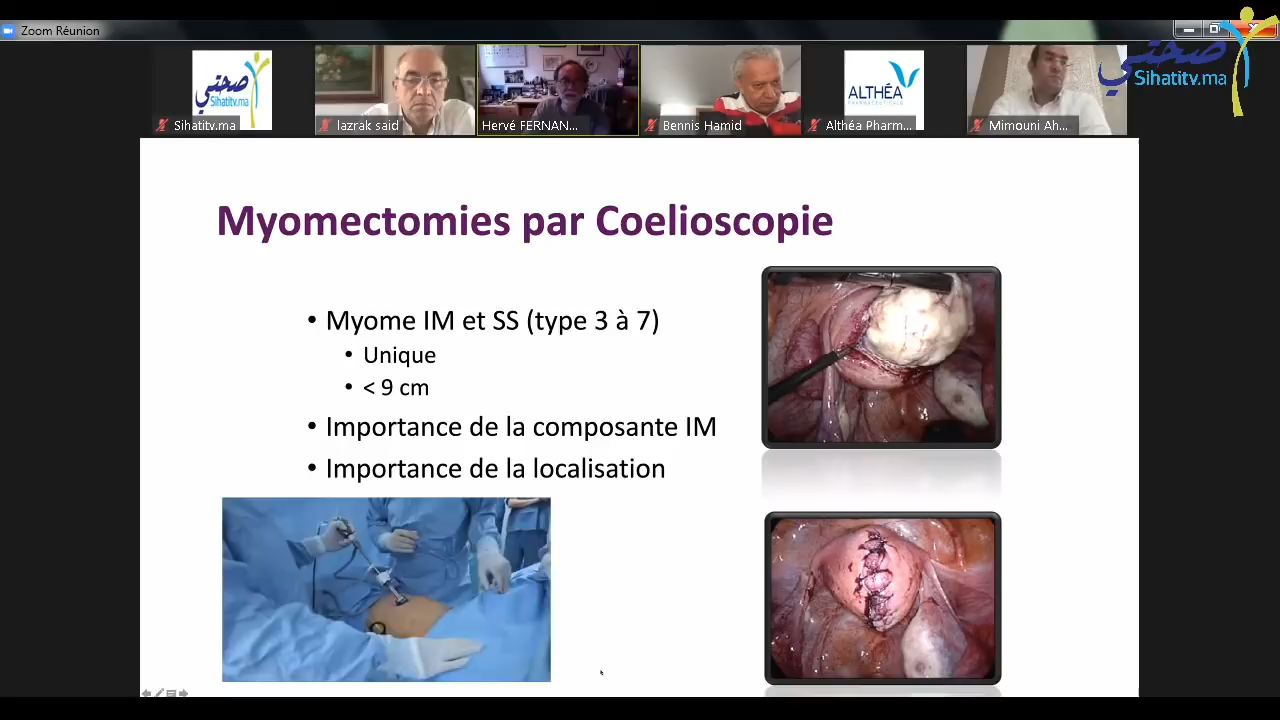 Zoom Réunion
صحتي
Sihatitv.ma
صحتي
Sihatitv.ma
ALTHÉA
PHARMACEUTICALS
Sihatitv.ma
lazrak said
Hervé FERNAN...
Bennis Hamid
Althéa Pharm...
Mimouni Ah...
Myomectomies par Coelioscopie
• Myome IM et SS (type 3 à 7)
• Unique
• < 9 cm
• Importance de la composante IM
• Importance de la localisation